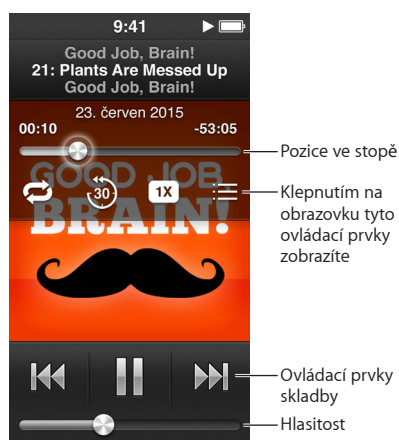 9:41
Good Job, Brain!
21: Plants Are Messed Up
Good Job, Brain!
23. červen 2015
00:10 -53:05
Pozice ve stopě
GOOD JOB
30 1X
BRAIN!
Klepnutím na
obrazovku tyto
ovládací prvky
zobrazíte
Ovládací prvky
skladby
Hlasitost